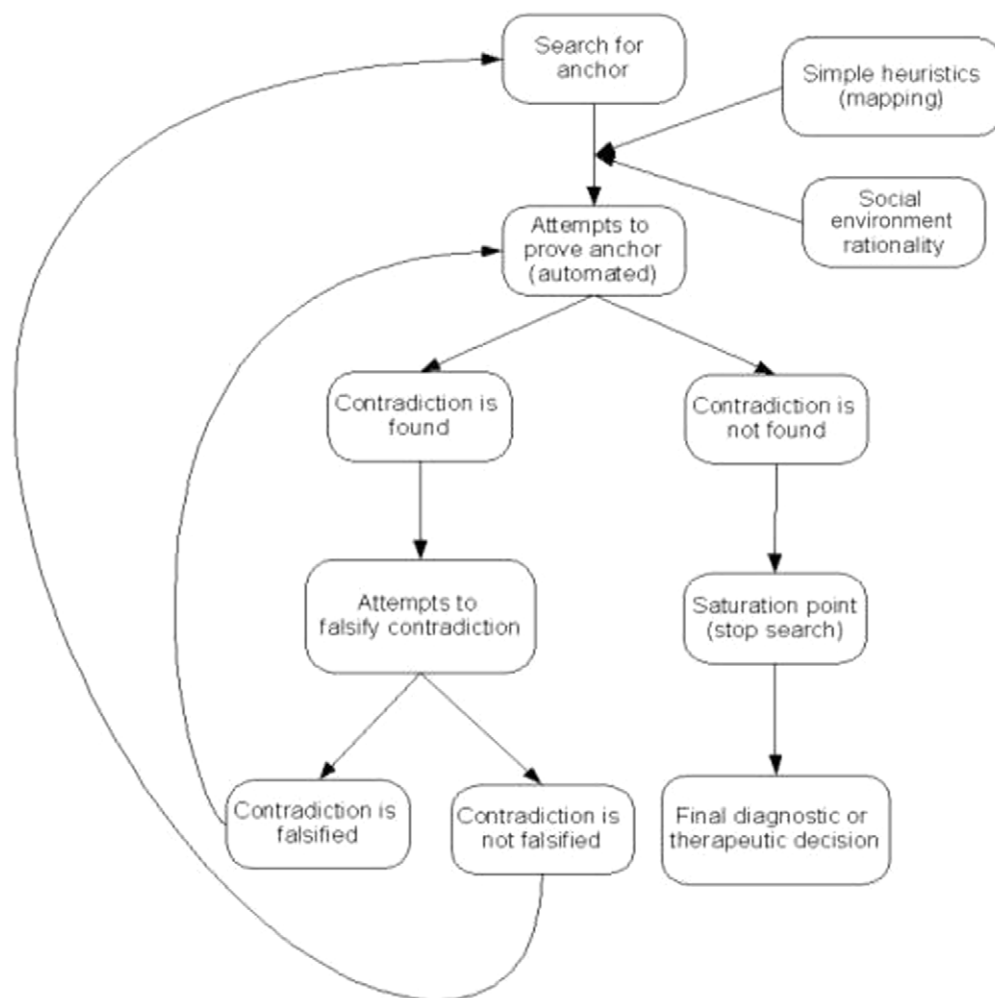 Search for
anchor
Simple heuristics
(mapping)
Social
environment
rationality
Attempts to
prove anchor
(automated)
Contradiction is
found
Contradiction is
not found
Attempts to
falsify contradiction
Saturation point
(stop search)
Contradiction is
falsified
Contradiction is
not falsified
Final diagnostic or
therapeutic decision